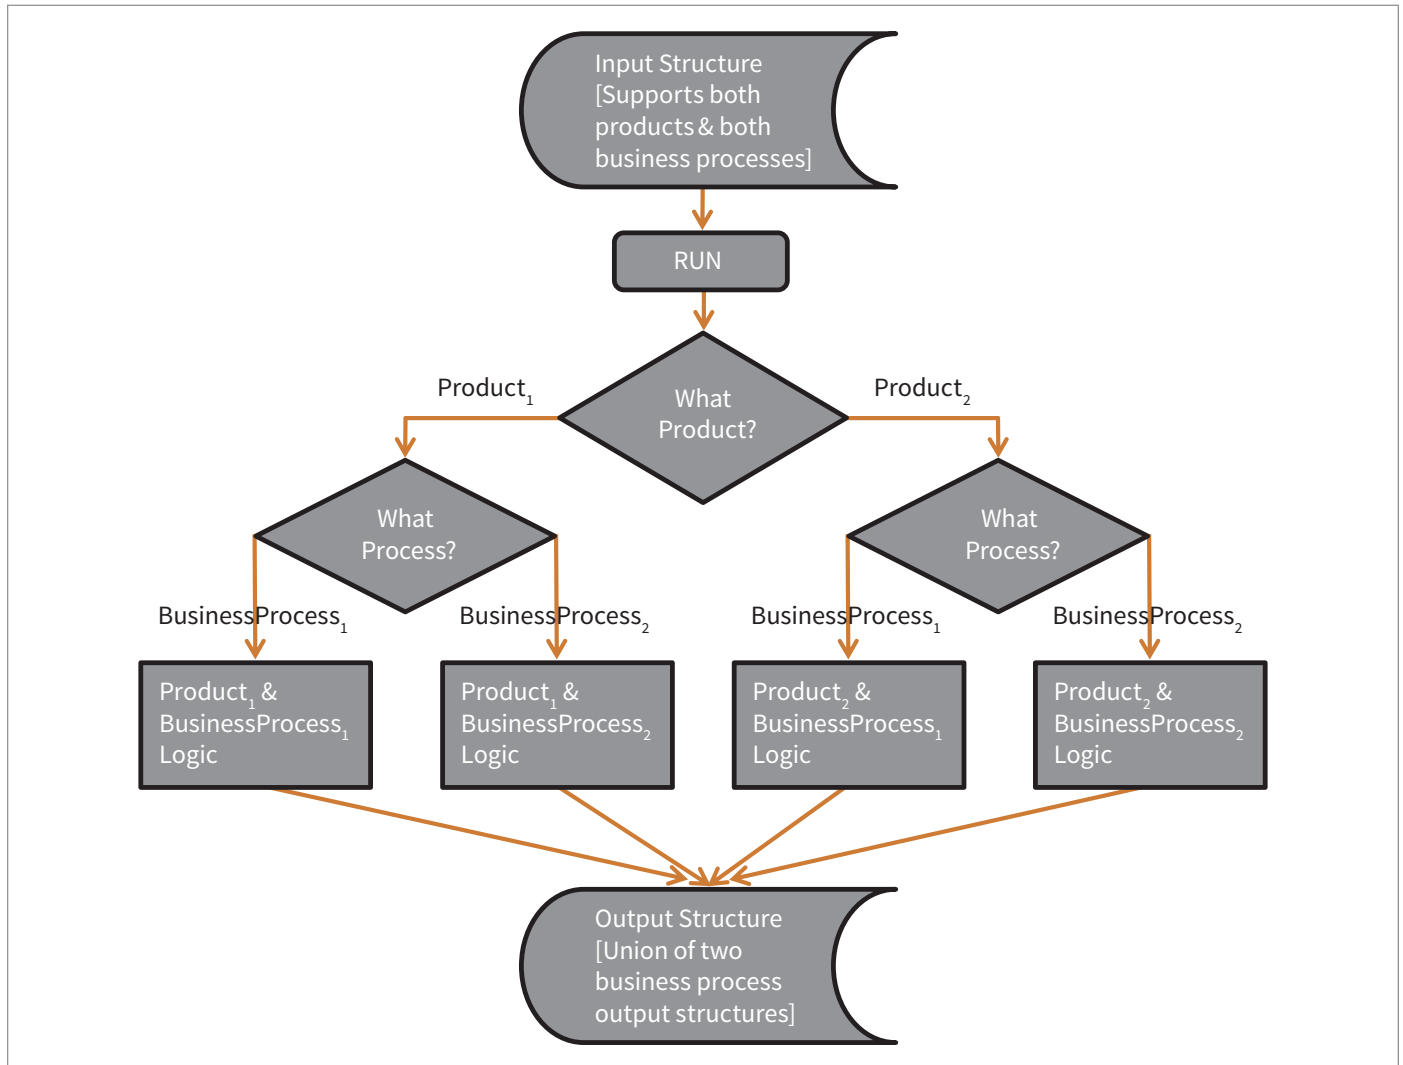 Input Structure
[Supports both
products & both
business processes]
RUN
What
Product?
Product₁
Product₂
What
Process?
What
Process?
BusinessProcess₁
BusinessProcess₂
BusinessProcess₁
BusinessProcess₂
Product₁ &
BusinessProcess₁
Logic
Product₁ &
BusinessProcess₂
Logic
Product₂ &
BusinessProcess₁
Logic
Product₂ &
BusinessProcess₂
Logic
Output Structure
[Union of two
business process
output structures]